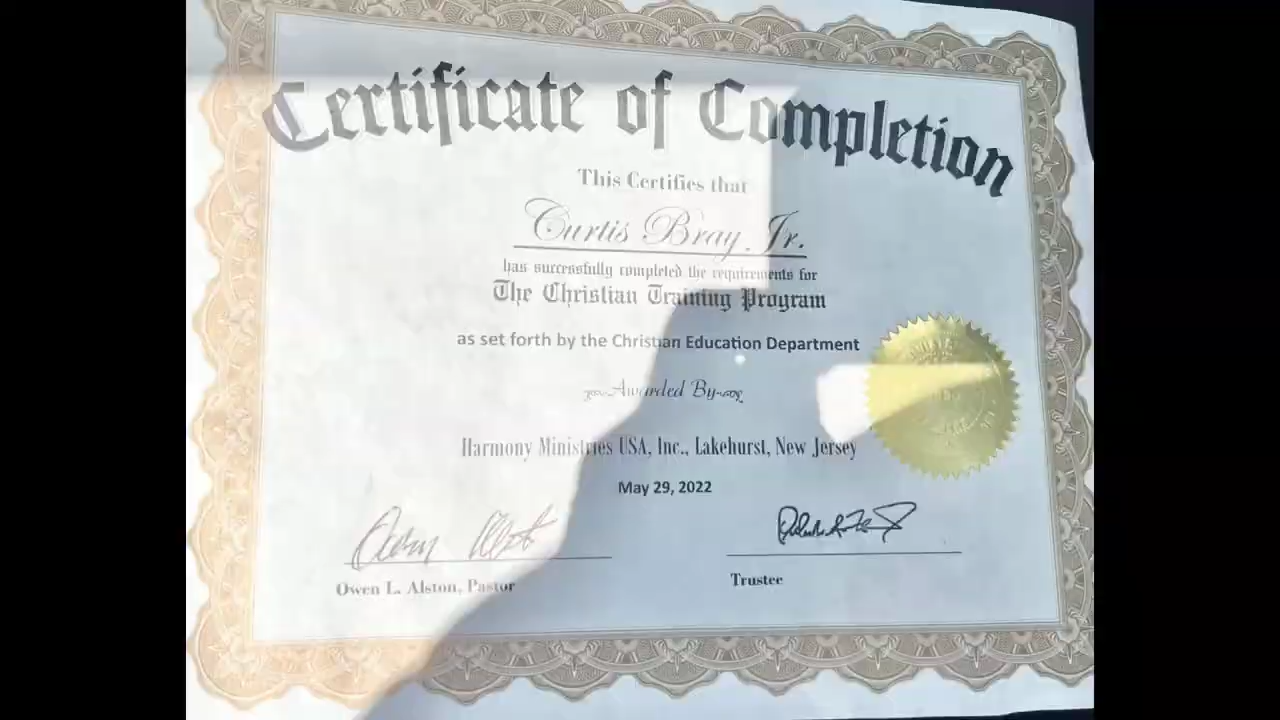 Certificate of Completion
This Certifies that
Curtis Bray, Jr.
has successfully completed the requirements for
The Christian Training Program
as set forth by the Christian Education Department
Awarded By
Harmony Ministries USA, Inc., Lakehurst, New Jersey
May 29, 2022
Owen L. Alston, Pastor
Trustee